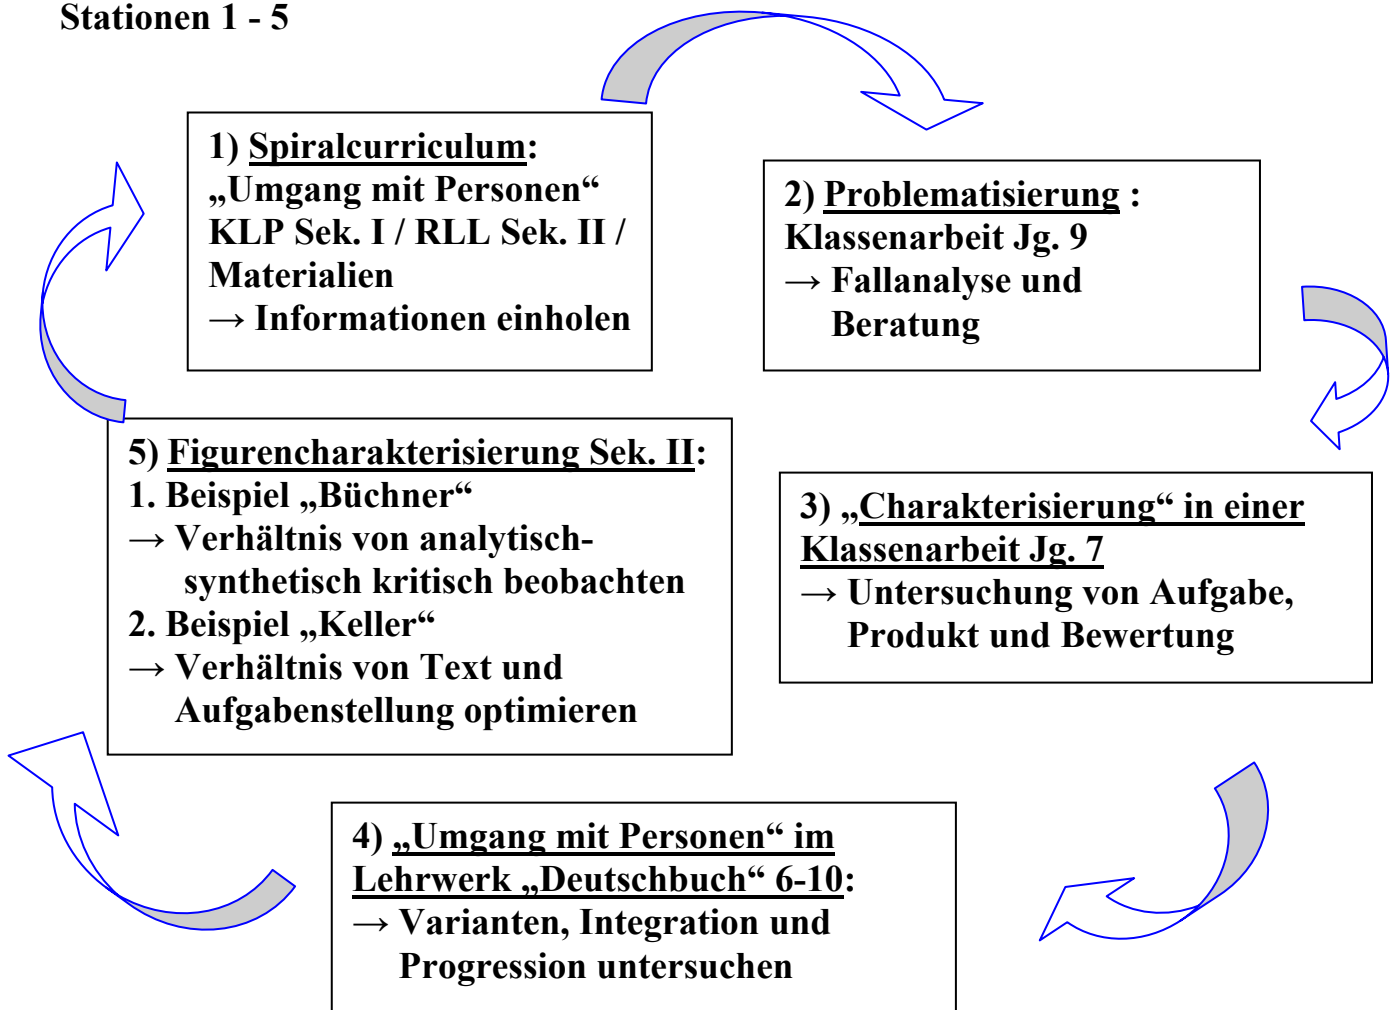 Stationen 1 - 5
1) Spiralcurriculum:
„Umgang mit Personen“
KLP Sek. I / RLL Sek. II /
Materialien
→ Informationen einholen
2) Problematisierung :
Klassenarbeit Jg. 9
→ Fallanalyse und
Beratung
3) „Charakterisierung“ in einer
Klassenarbeit Jg. 7
→ Untersuchung von Aufgabe,
Produkt und Bewertung
4) „Umgang mit Personen“ im
Lehrwerk „Deutschbuch“ 6-10:
→ Varianten, Integration und
Progression untersuchen
5) Figurencharakterisierung Sek. II:
1. Beispiel „Büchner“
→ Verhältnis von analytisch-
synthetisch kritisch beobachten
2. Beispiel „Keller“
→ Verhältnis von Text und
Aufgabenstellung optimieren